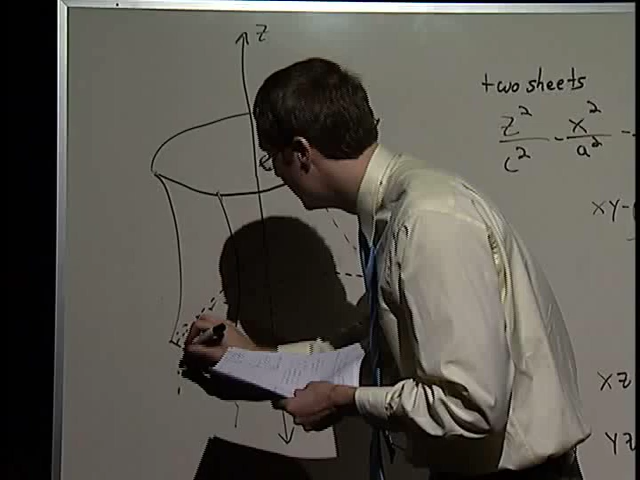 z
two sheets
z² / c² - x² / a² -
xy-
xz
yz